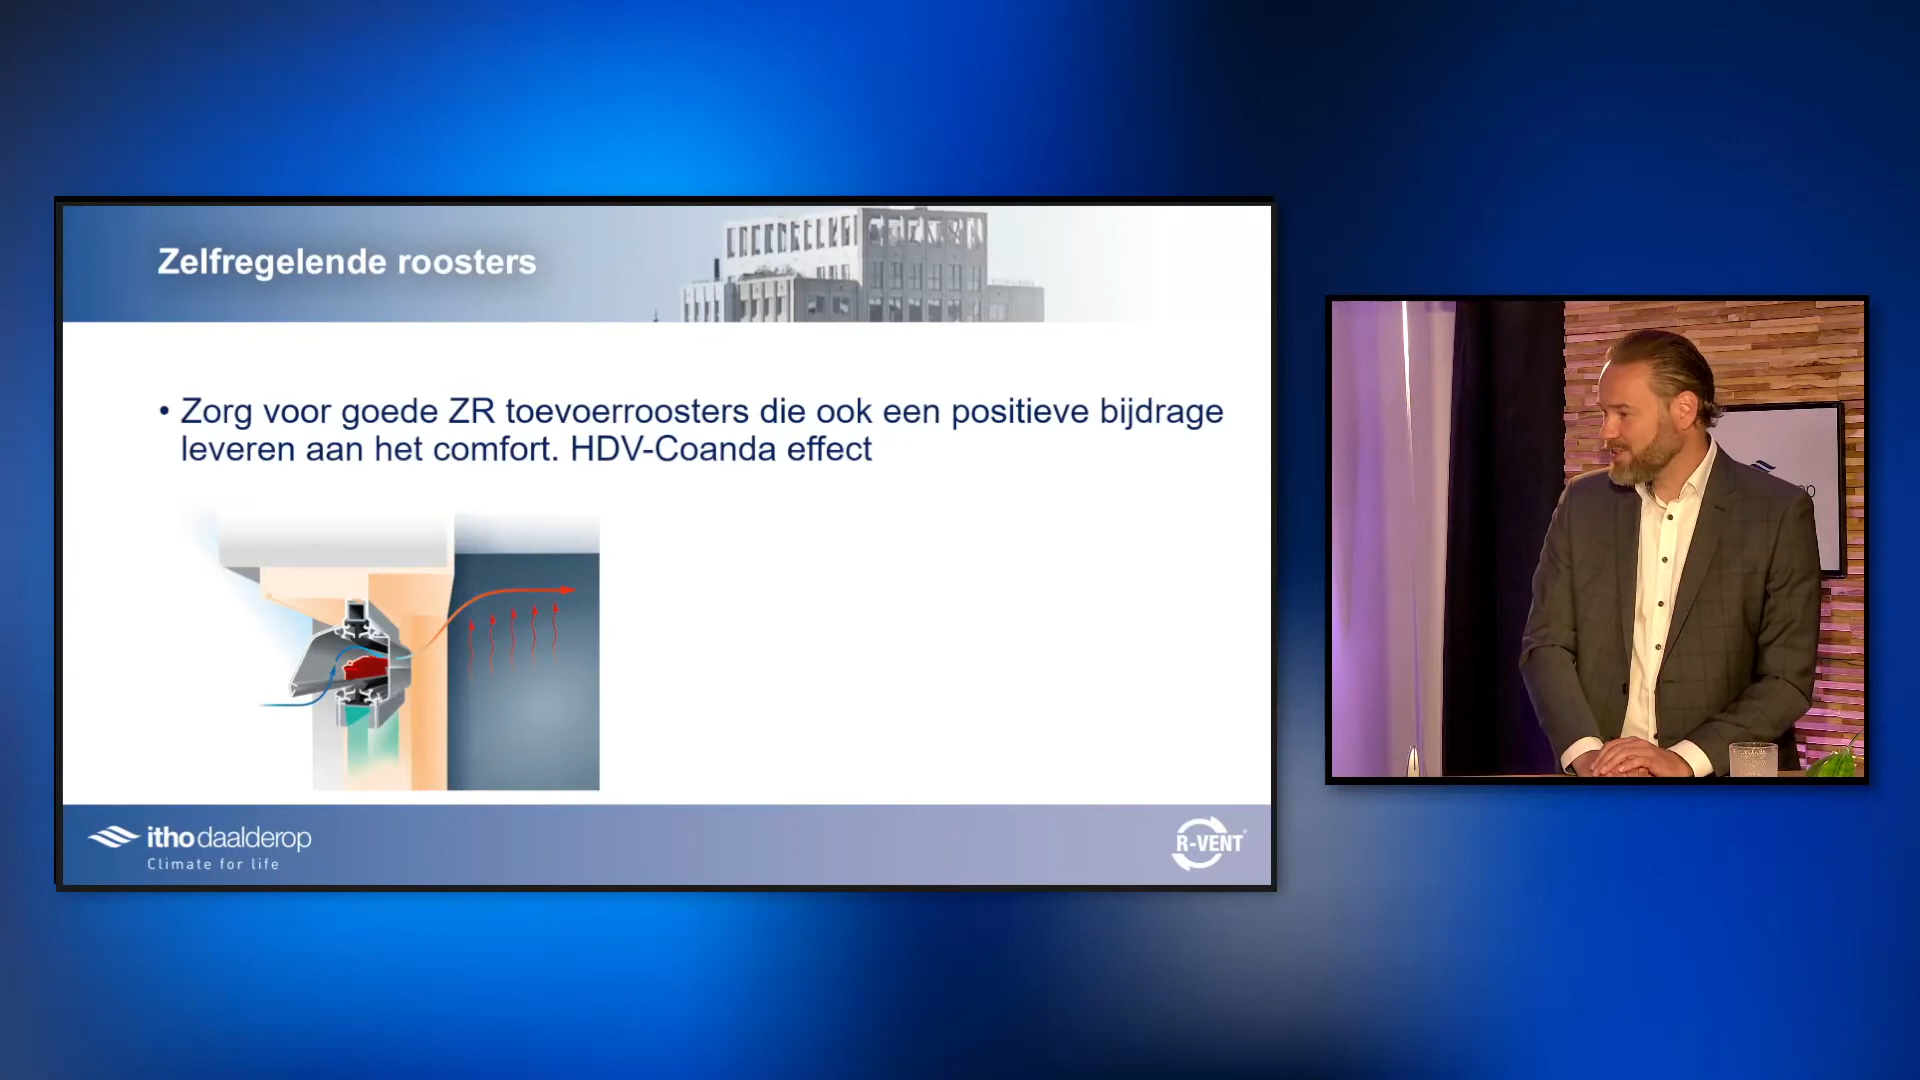 Zelfregelende roosters
• Zorg voor goede ZR toevoerroosters die ook een positieve bijdrage
leveren aan het comfort. HDV-Coanda effect
itho daalderop
Climate for life
R-VENT